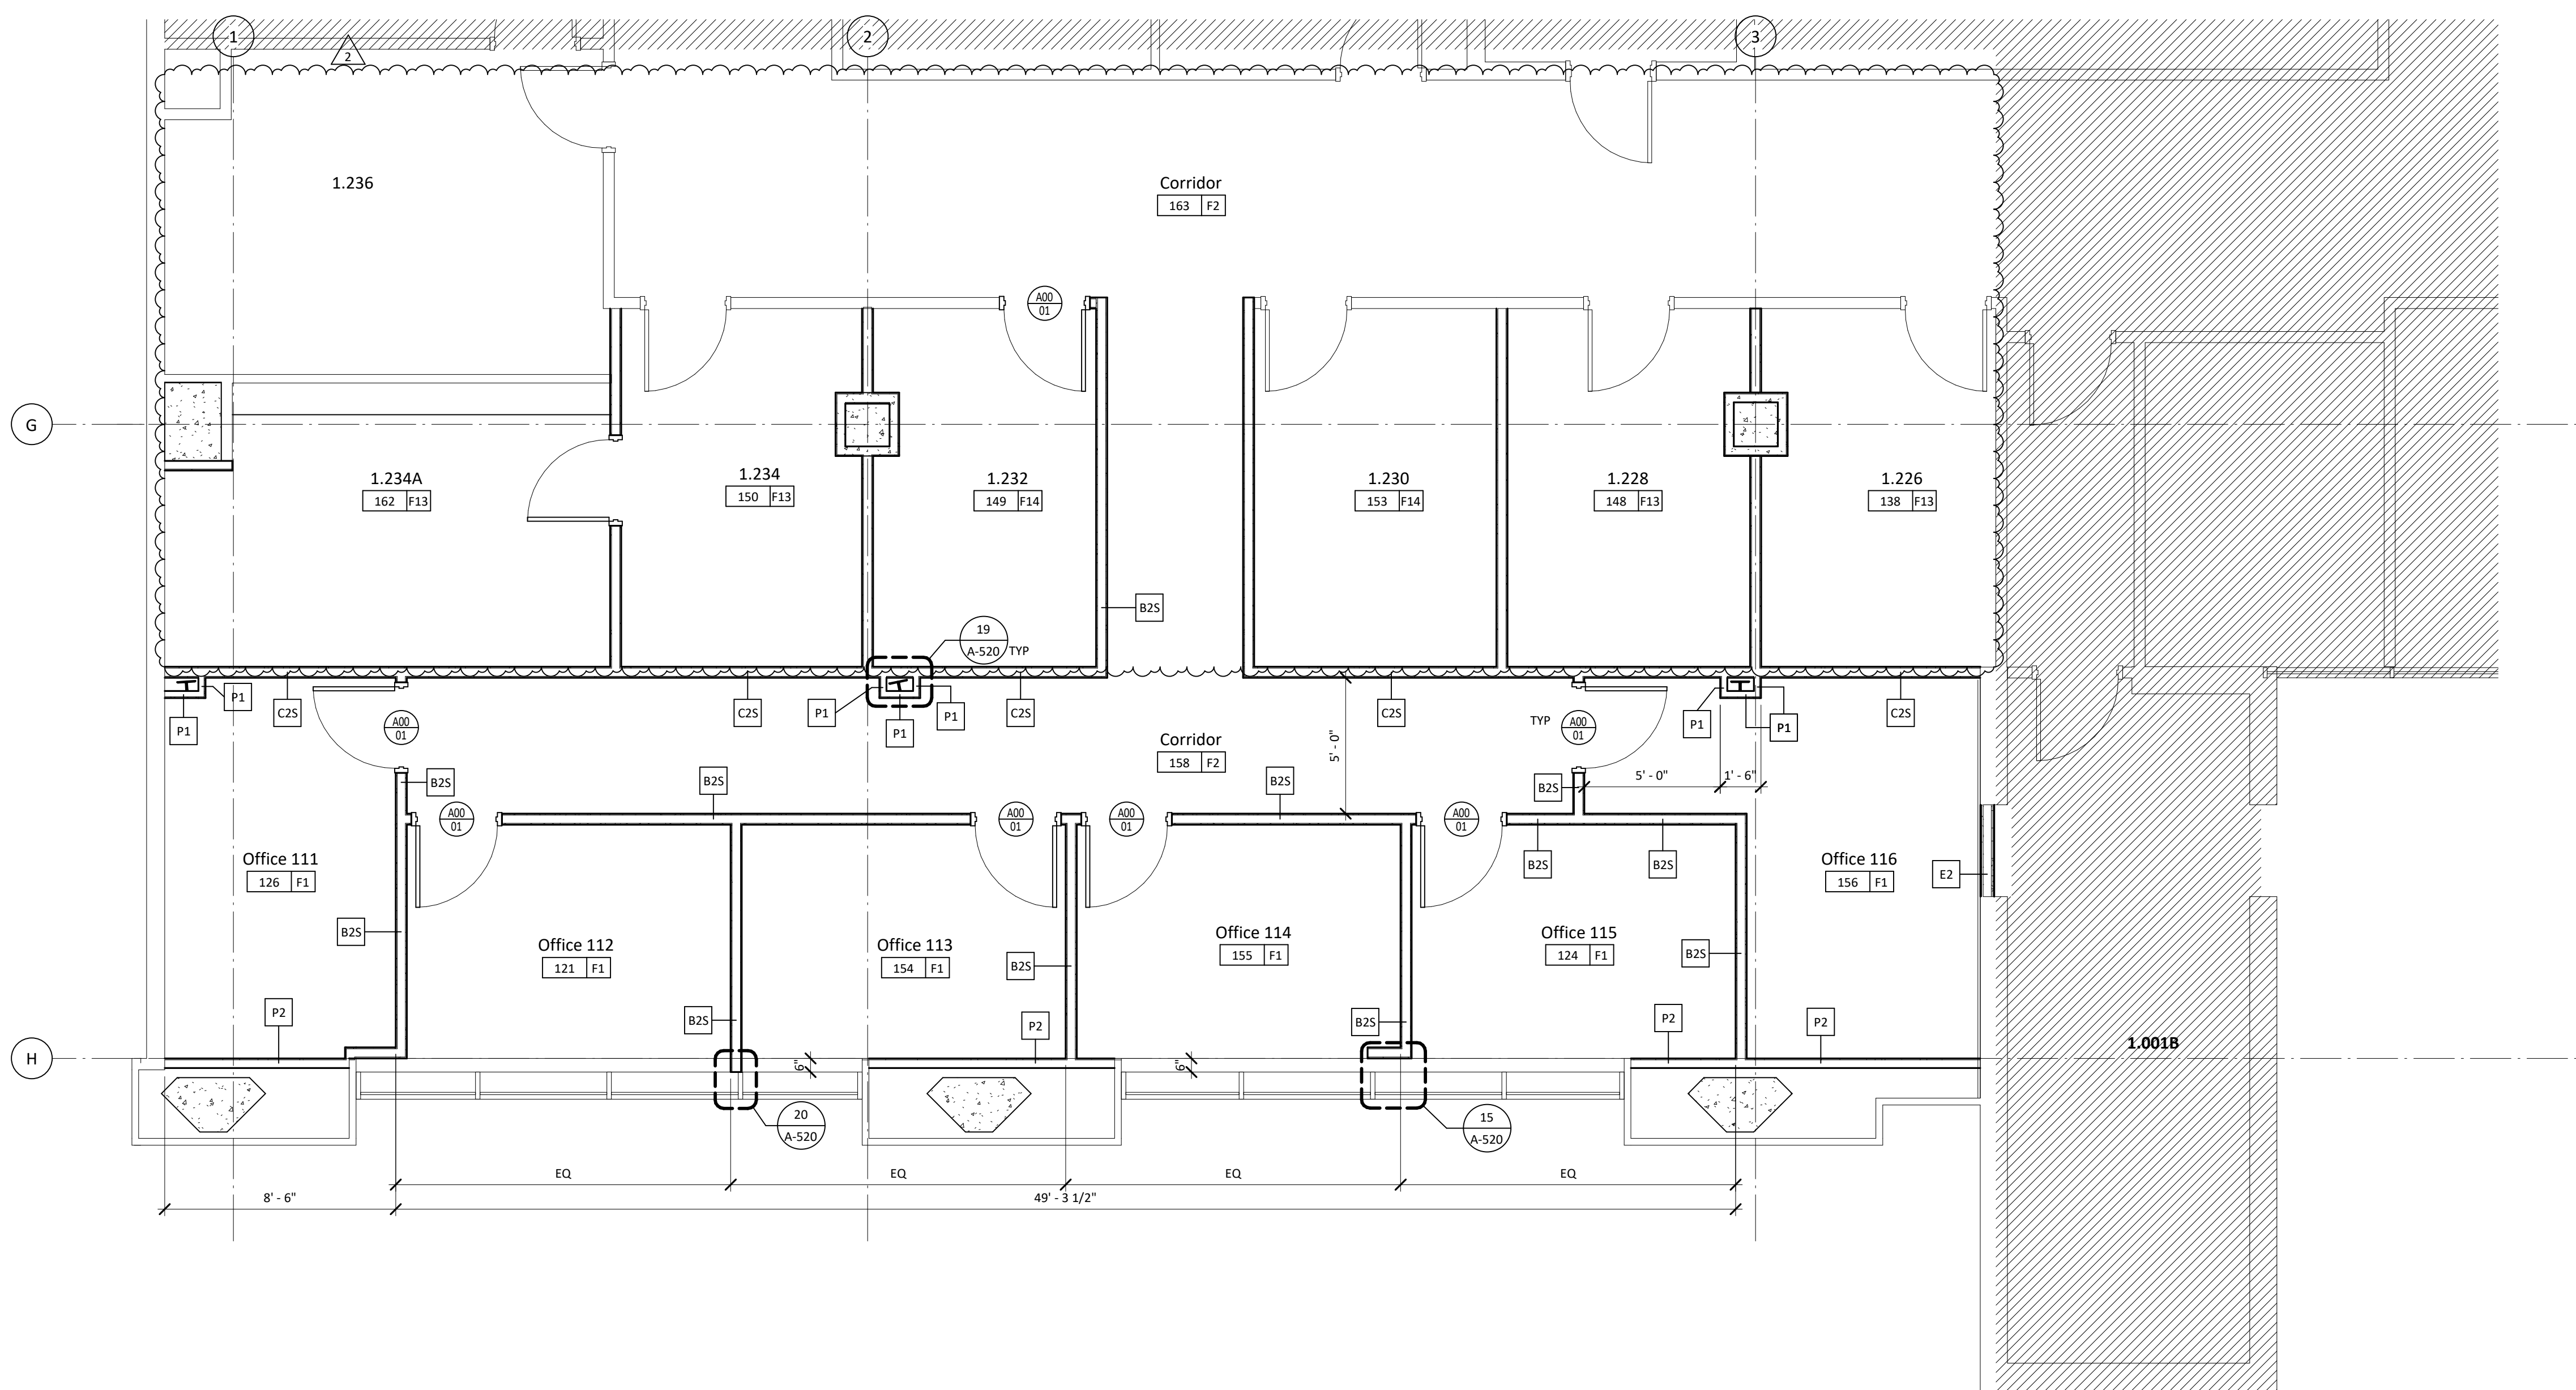 1
2
2
3
1.236
Corridor
163 F2
A00
01
G
1.234A
162 F13
1.234
150 F13
1.232
149 F14
1.230
153 F14
1.228
148 F13
1.226
138 F13
B2S
19
A-520 TYP
P1
P1
C2S
C2S
P1
P1
P1
C2S
C2S
P1
P1
C2S
A00
01
TYP
A00
01
Corridor
158 F2
5' - 0"
5' - 0"
1' - 6"
B2S
B2S
B2S
B2S
A00
01
A00
01
A00
01
A00
01
Office 111
126 F1
B2S
B2S
Office 116
156 F1
E2
B2S
Office 112
121 F1
Office 113
154 F1
B2S
Office 114
155 F1
Office 115
124 F1
B2S
P2
B2S
P2
B2S
P2
P2
H
6"
6"
1.001B
20
A-520
15
A-520
EQ
EQ
EQ
EQ
8' - 6"
49' - 3 1/2"